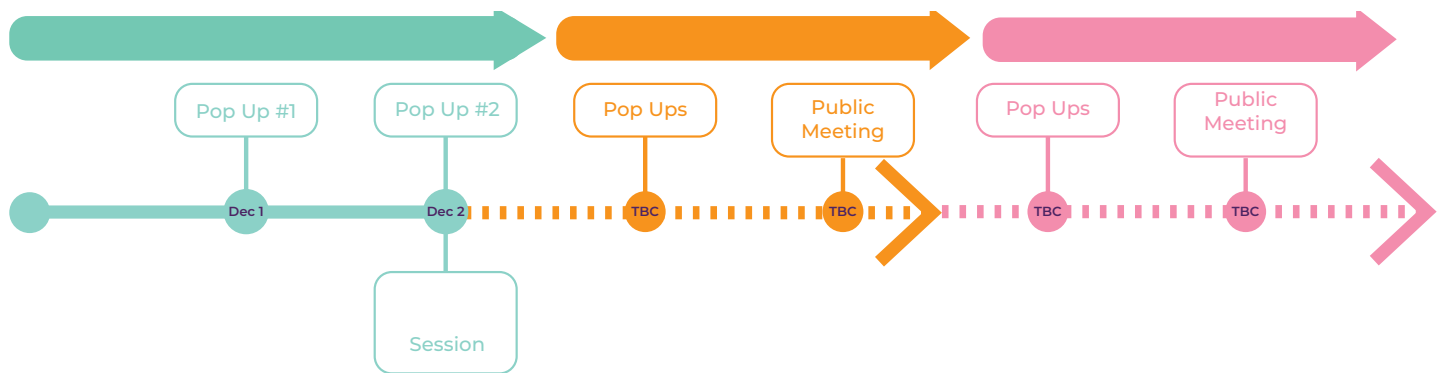 Pop Up #1
Pop Up #2
Pop Ups
Public
Meeting
Pop Ups
Public
Meeting
Dec 1
Dec 2
TBC
TBC
TBC
TBC
Session